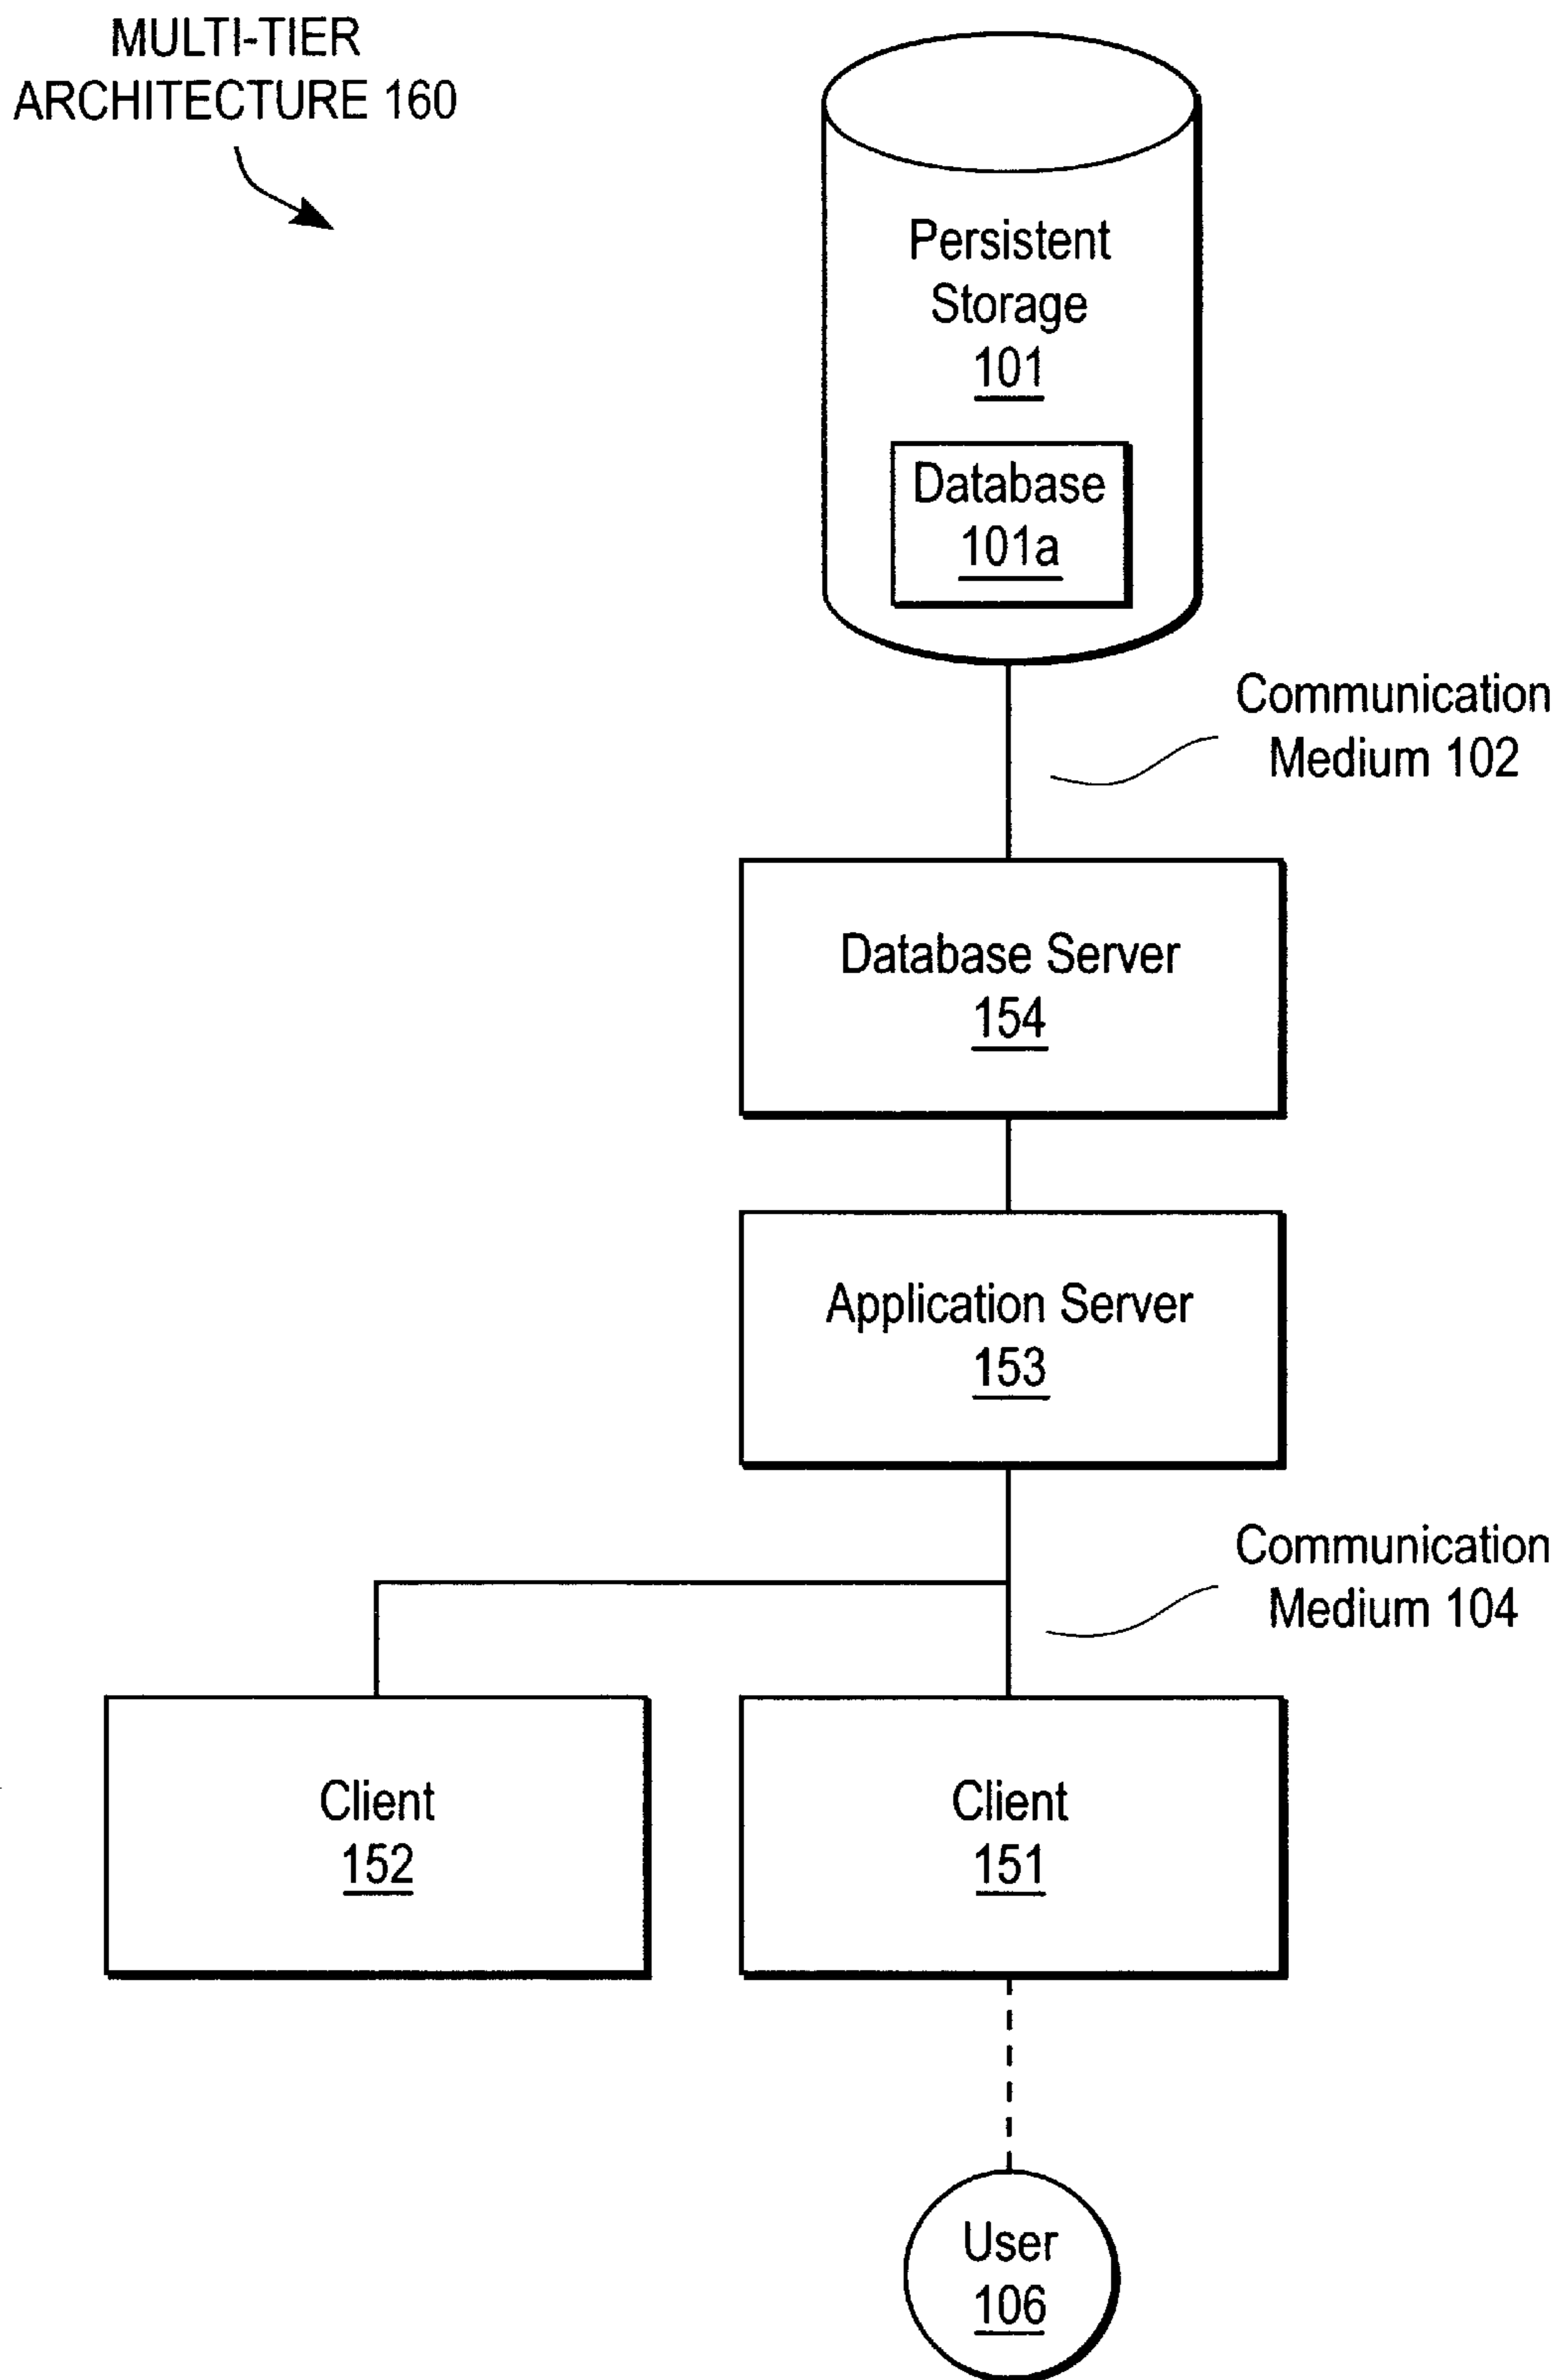 MULTI-TIER
ARCHITECTURE 160
Persistent
Storage
101
Database
101a
Communication
Medium 102
Database Server
154
Application Server
153
Communication
Medium 104
Client
152
Client
151
User
106